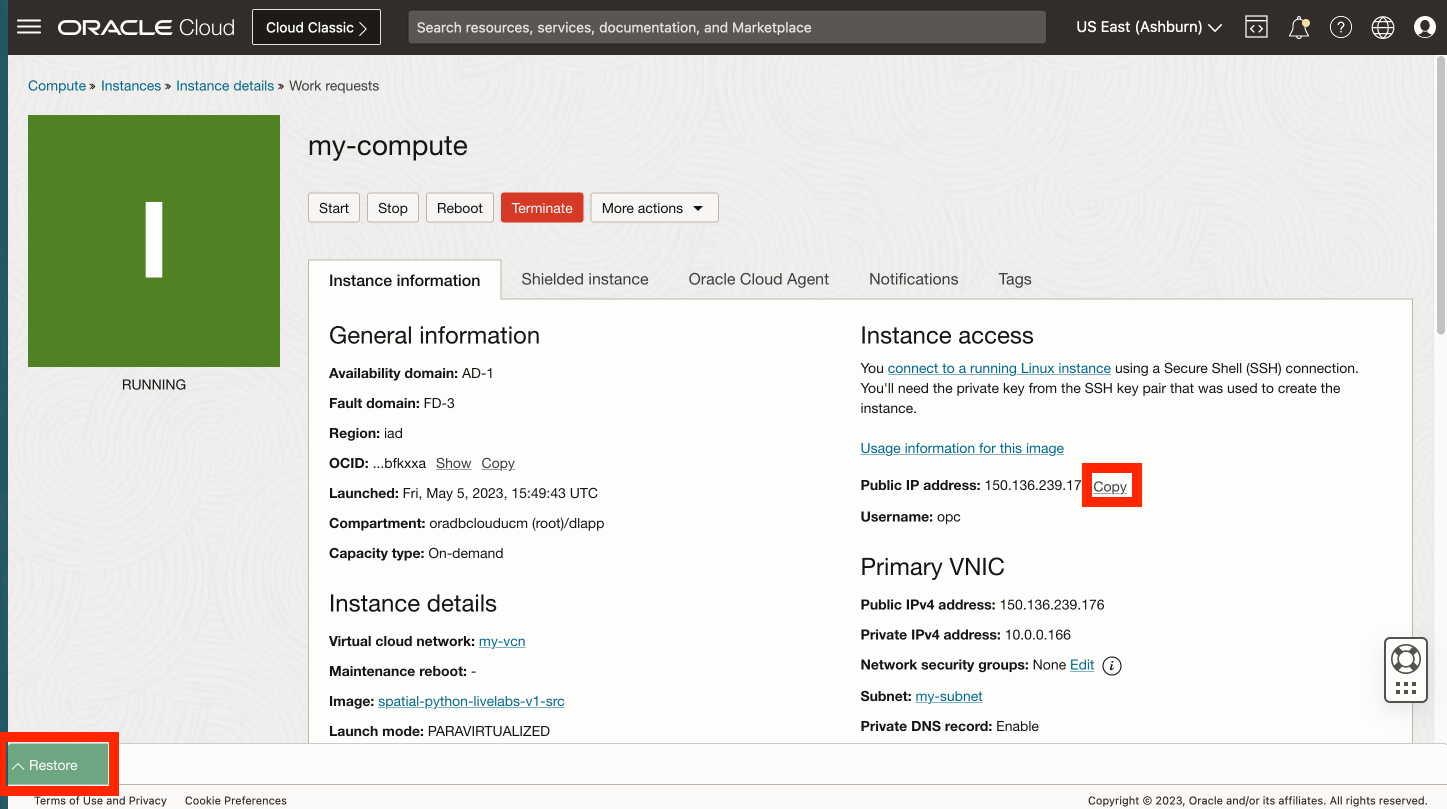 ORACLE Cloud
Cloud Classic
Search resources, services, documentation, and Marketplace
US East (Ashburn)
Compute » Instances » Instance details » Work requests
I
RUNNING
my-compute
Start
Stop
Reboot
Terminate
More actions
Instance information
Shielded instance
Oracle Cloud Agent
Notifications
Tags
General information
Availability domain: AD-1
Fault domain: FD-3
Region: iad
OCID: ...bfkxxa Show Copy
Launched: Fri, May 5, 2023, 15:49:43 UTC
Compartment: oradbclouducm (root)/dlapp
Capacity type: On-demand
Instance details
Virtual cloud network: my-vcn
Maintenance reboot: -
Image: spatial-python-livelabs-v1-src
Launch mode: PARAVIRTUALIZED
Instance access
You connect to a running Linux instance using a Secure Shell (SSH) connection.
You'll need the private key from the SSH key pair that was used to create the
instance.
Usage information for this image
Public IP address: 150.136.239.17 Copy
Username: opc
Primary VNIC
Public IPv4 address: 150.136.239.176
Private IPv4 address: 10.0.0.166
Network security groups: None Edit i
Subnet: my-subnet
Private DNS record: Enable
Restore
Terms of Use and Privacy
Cookie Preferences
Copyright © 2023, Oracle and/or its affiliates. All rights reserved.